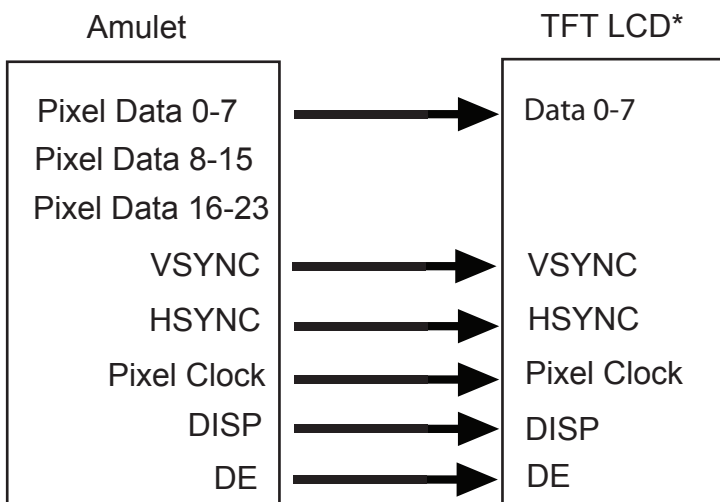 Amulet
TFT LCD*
Pixel Data 0-7
Data 0-7
Pixel Data 8-15
Pixel Data 16-23
VSYNC
VSYNC
HSYNC
HSYNC
Pixel Clock
Pixel Clock
DISP
DISP
DE
DE